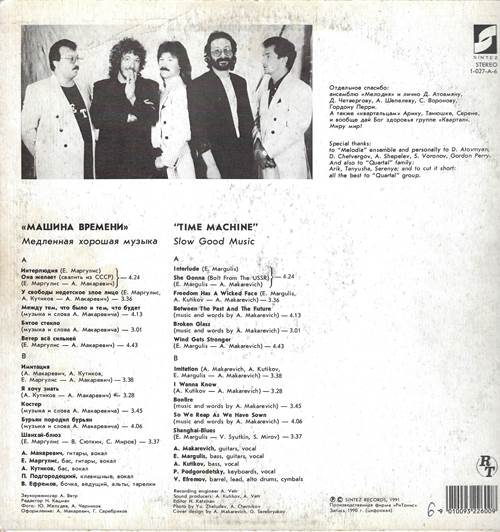 SINTEZ
STEREO
1-027-А-6
Отдельное спасибо:
ансамблю «Мелодия» и лично Д. Атовмяну,
Д. Четвергову, А. Шепелеву, С. Воронову,
Гордону Перри.
А также «квартельцам» Арику, Танюшке, Серене,
и вообще дай Бог здоровья группе «Квартал».
Миру мир!
Special thanks:
to "Melodie" ensemble and personally to D. Atovmyan,
D. Chetvergov, A. Shepelev, S. Voronov, Gordon Perry.
And also to "Quartal" family:
Arik, Tanyusha, Serenya; and to cut it short:
all the best to "Quartal" group.
«МАШИНА ВРЕМЕНИ»
Медленная хорошая музыка
А
Интерлюдия (Е. Маргулис)
Она желает (свалить из СССР) — 4.24
(Е. Маргулис — А. Макаревич)
У свободы недетское злое лицо (Е. Маргулис,
А. Кутиков — А. Макаревич) — 3.36
Между тем, что было и тем, что будет
(музыка и слова А. Макаревича) — 4.13
Битое стекло
(музыка и слова А. Макаревича) — 3.01
Ветер всё сильней
(Е. Маргулис — А. Макаревич) — 4.43
В
Имитация
(А. Макаревич, А. Кутиков,
Е. Маргулис — А. Макаревич) — 3.38
Я хочу знать
(А. Кутиков — А. Макаревич) — 3.28
Костер
(музыка и слова А. Макаревича) — 3.45
Бурьян породил бурьян
(музыка и слова А. Макаревича) — 4.06
Шанхай-блюз
(Е. Маргулис — В. Сюткин, С. Миров) — 3.37
А. Макаревич, гитары, вокал
Е. Маргулис, бас, гитары, вокал
А. Кутиков, бас, вокал
П. Подгородецкий, клавишные, вокал
В. Ефремов, бочка, ведущий, альты, тарелки
Звукорежиссер А. Ветр
Редактор Н. Кацман
Фото: Ю. Желудев, А. Черников
Оформление: А. Макаревич, Г. Серебряков
"TIME MACHINE"
Slow Good Music
A
Interlude (E. Margulis)
She Gonna (Bolt From The USSR) — 4.24
(E. Margulis — A. Makarevich)
Freedom Has A Wicked Face (E. Margulis,
A. Kutikov — A. Makarevich) — 3.36
Between The Past And The Future
(music and words by A. Makarevich) — 4.13
Broken Glass
(music and words by A. Makarevich) — 3.01
Wind Gets Stronger
(E. Margulis — A. Makarevich) — 4.43
B
Imitation (A. Makarevich, A. Kutikov,
E. Margulis — A. Makarevich) — 3.38
I Wanna Know
(A. Kutikov — A. Makarevich) — 3.28
Bonfire
(music and words by A. Makarevich) — 3.45
So We Reap As We Have Sown
(music and words by A. Makarevich) — 4.06
Shanghai-Blues
(E. Margulis — V. Syutkin, S. Mirov) — 3.37
A. Makarevich, guitars, vocal
E. Margulis, bass, guitars, vocal
A. Kutikov, bass, vocal
P. Podgorodetsky, keyboards, vocal
V. Efremov, barrel, lead, alto drums, cymbals
Recording engineer A. Vetr
Sound producers: A. Kutikov, A. Vetr
Editor N. Katsman
Photo by Yu. Zheludev, A. Chernikov
Cover design by A. Makarevich,
RT
© SINTEZ RECORDS, 1991
Производственная фирма «РиТонис»